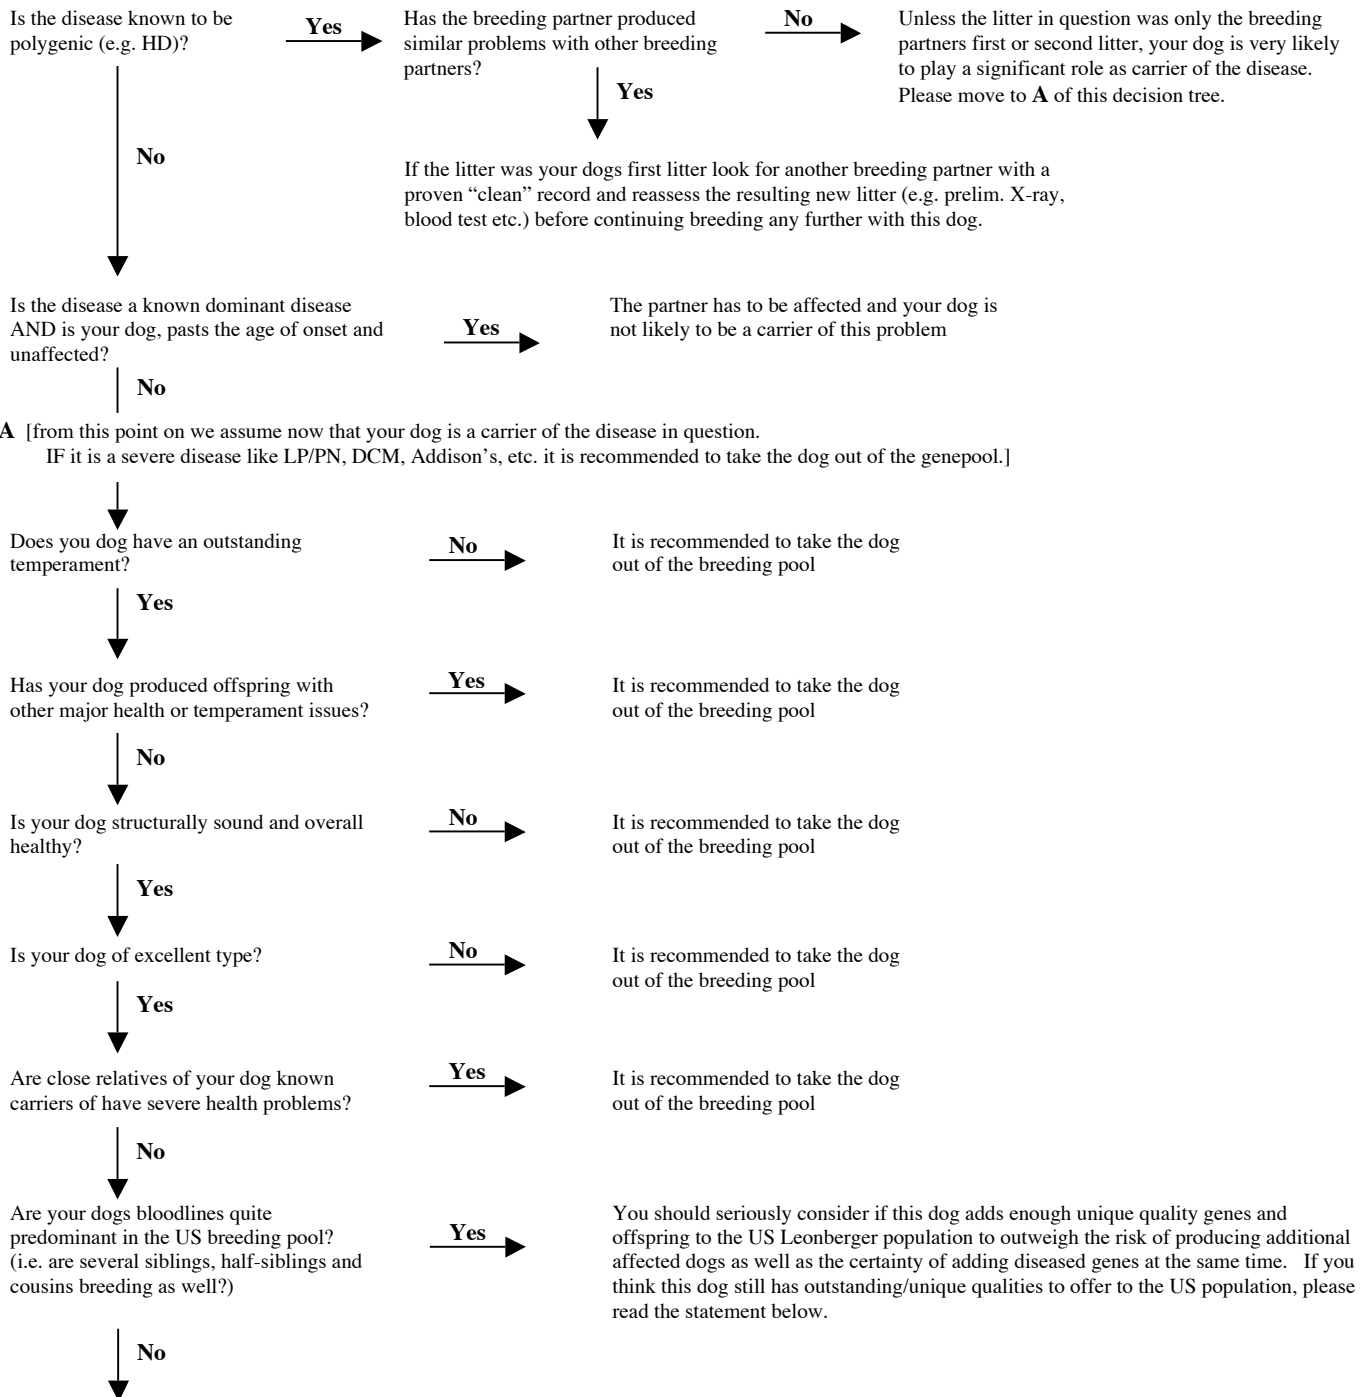 Is the disease known to be
polygenic (e.g. HD)?
Yes
Has the breeding partner produced
similar problems with other breeding
partners?
No
Unless the litter in question was only the breeding
partners first or second litter, your dog is very likely
to play a significant role as carrier of the disease.
Please move to A of this decision tree.
Yes
No
If the litter was your dogs first litter look for another breeding partner with a
proven “clean” record and reassess the resulting new litter (e.g. prelim. X-ray,
blood test etc.) before continuing breeding any further with this dog.
Is the disease a known dominant disease
AND is your dog, pasts the age of onset and
unaffected?
Yes
The partner has to be affected and your dog is
not likely to be a carrier of this problem
No
A [from this point on we assume now that your dog is a carrier of the disease in question.
IF it is a severe disease like LP/PN, DCM, Addison’s, etc. it is recommended to take the dog out of the genepool.]
Does you dog have an outstanding
temperament?
No
It is recommended to take the dog
out of the breeding pool
Yes
Has your dog produced offspring with
other major health or temperament issues?
Yes
It is recommended to take the dog
out of the breeding pool
No
Is your dog structurally sound and overall
healthy?
No
It is recommended to take the dog
out of the breeding pool
Yes
Is your dog of excellent type?
No
It is recommended to take the dog
out of the breeding pool
Yes
Are close relatives of your dog known
carriers of have severe health problems?
Yes
It is recommended to take the dog
out of the breeding pool
No
Are your dogs bloodlines quite
predominant in the US breeding pool?
(i.e. are several siblings, half-siblings and
cousins breeding as well?)
Yes
You should seriously consider if this dog adds enough unique quality genes and
offspring to the US Leonberger population to outweigh the risk of producing additional
affected dogs as well as the certainty of adding diseased genes at the same time. If you
think this dog still has outstanding/unique qualities to offer to the US population, please
read the statement below.
No